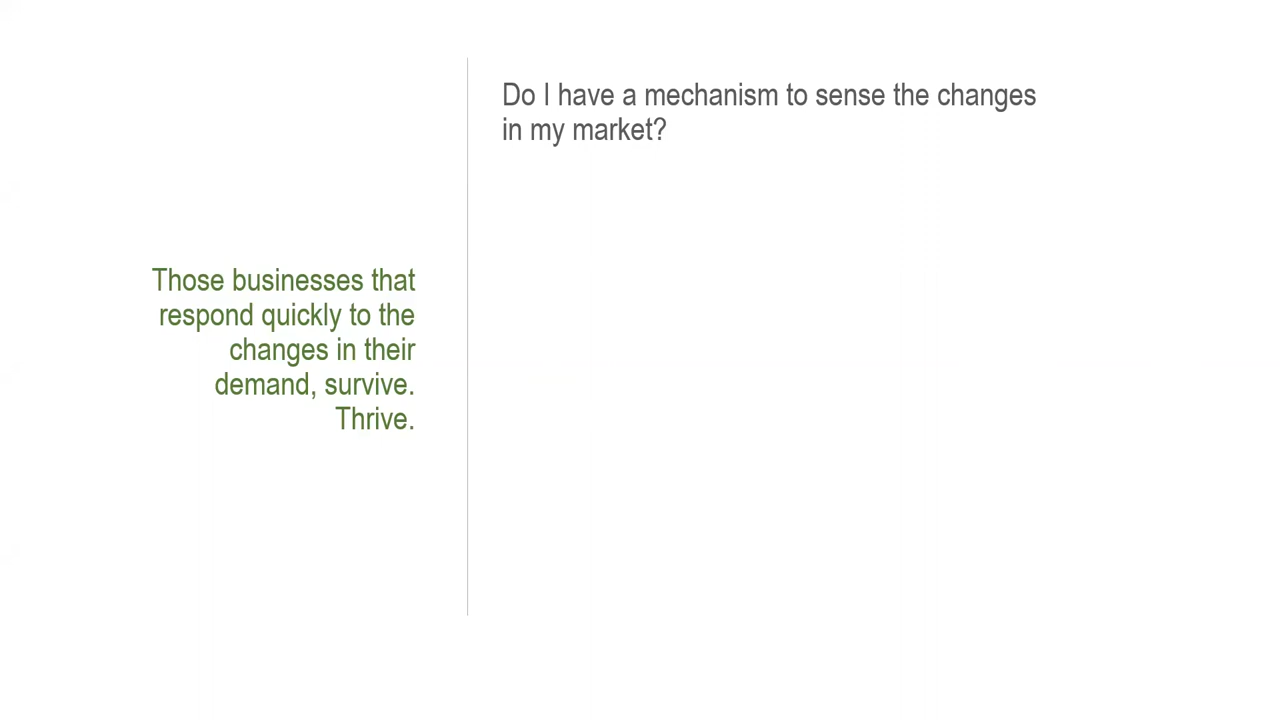 Those businesses that
respond quickly to the
changes in their
demand, survive.
Thrive.
Do I have a mechanism to sense the changes
in my market?